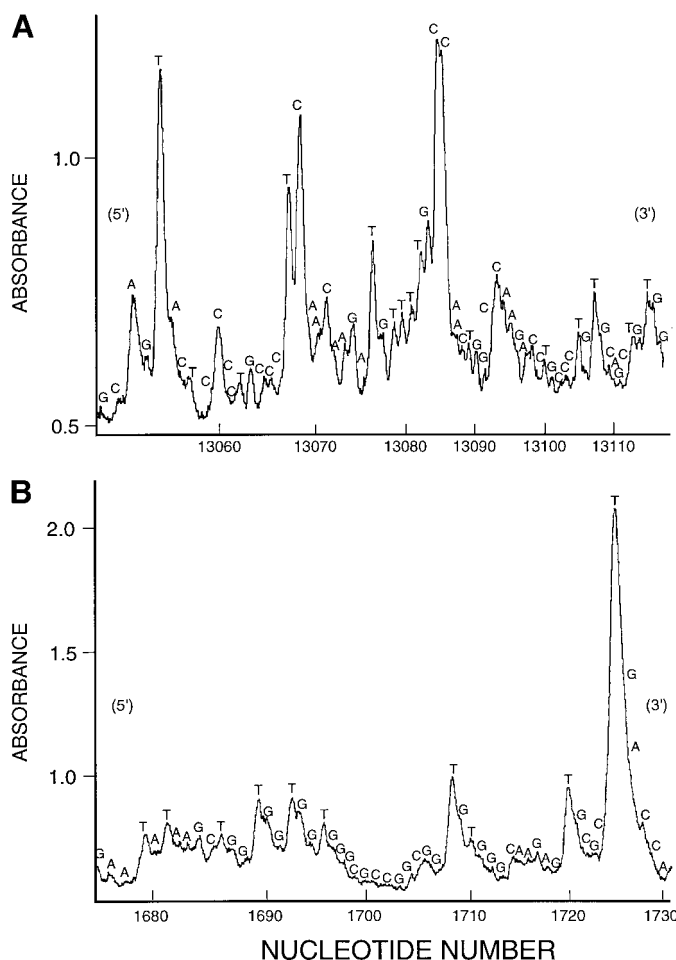 A
ABSORBANCE
1.0
0.5
(5')
(3')
G C A G T A C T C C C C T G C C C T C A A C A A G A T G T T T T G C C A A C T G G C C A A G A C C T C G C C C T G T G C A G C T G T G G
13060 13070 13080 13090 13100 13110
B
ABSORBANCE
2.0
1.5
1.0
(5')
(3')
G A A T A T A A G C T G G T G G T G G T G G G C G C C G G C G G T G T G G G C A A G A G T G C C T G A C C A
1680 1690 1700 1710 1720 1730
NUCLEOTIDE NUMBER